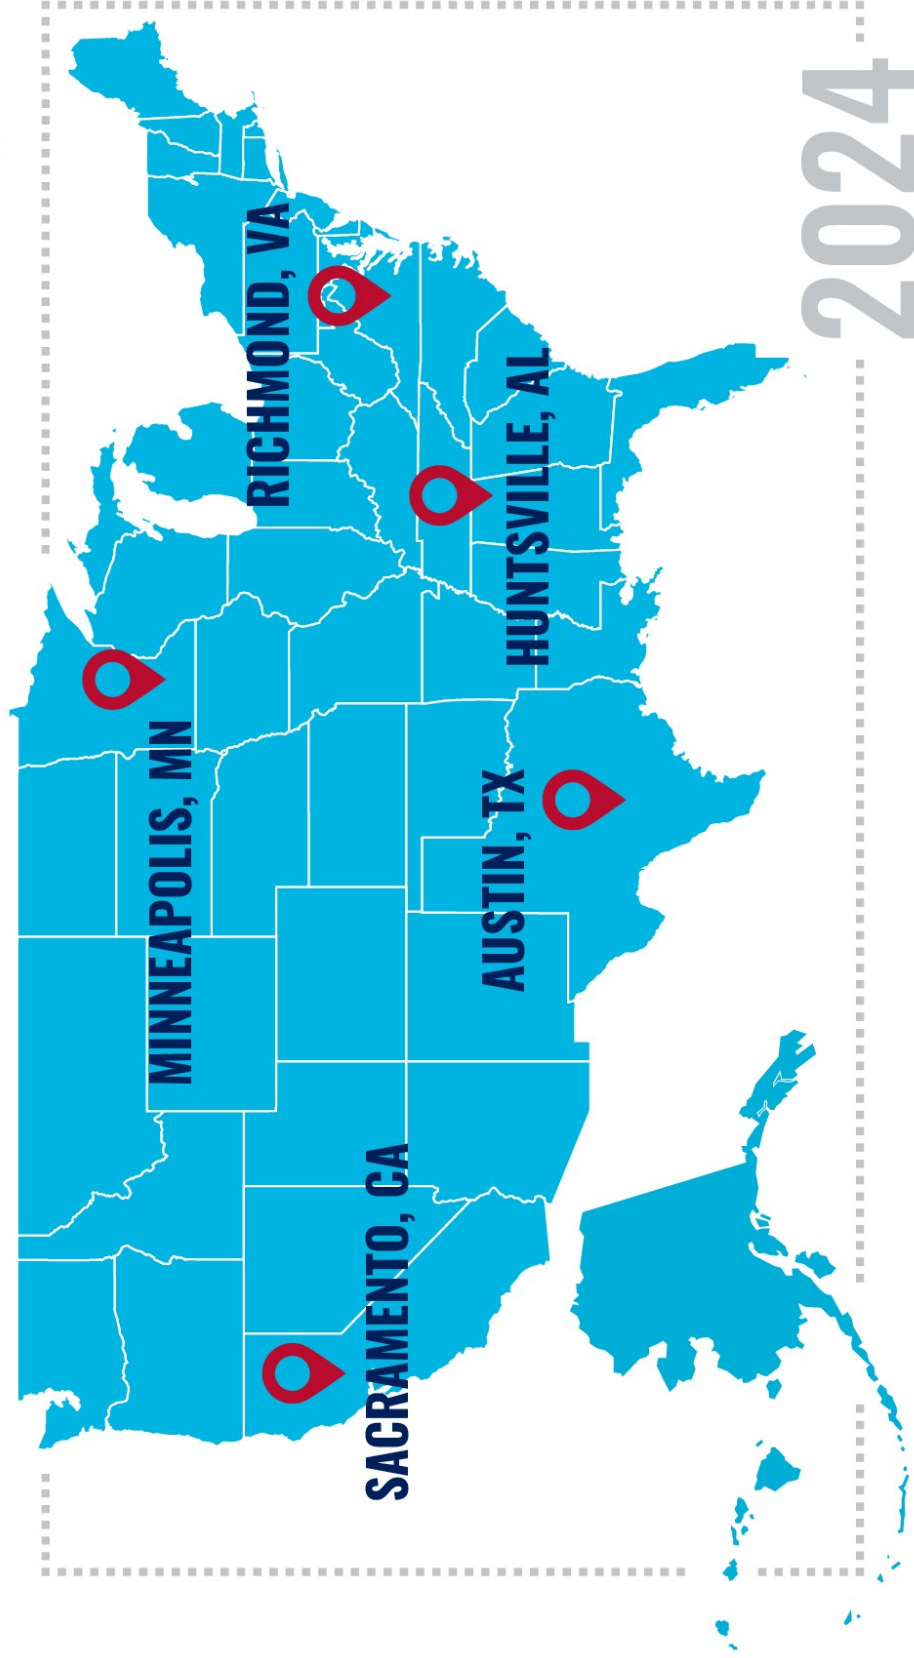 MINNEAPOLIS, MN
RICHMOND, VA
SACRAMENTO, CA
AUSTIN, TX
HUNTSVILLE, AL
2024